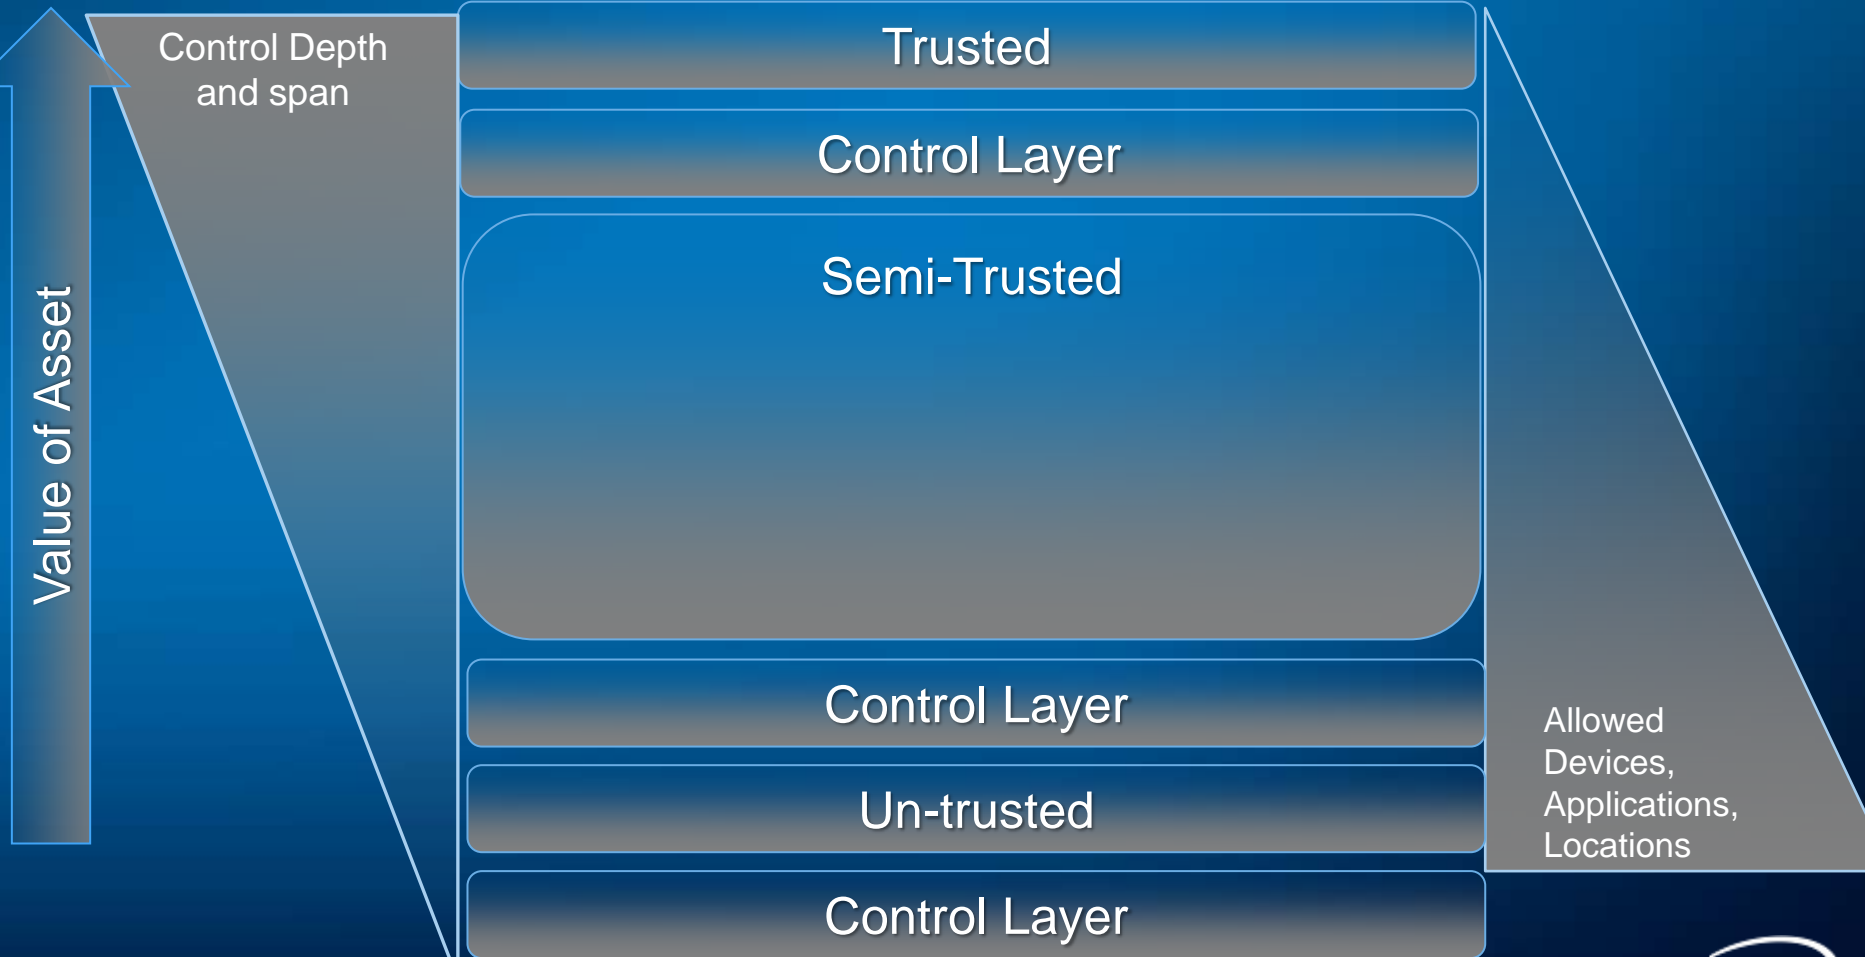 Control Depth
and span
Value of Asset
Trusted
Control Layer
Semi-Trusted
Control Layer
Un-trusted
Control Layer
Allowed
Devices,
Applications,
Locations